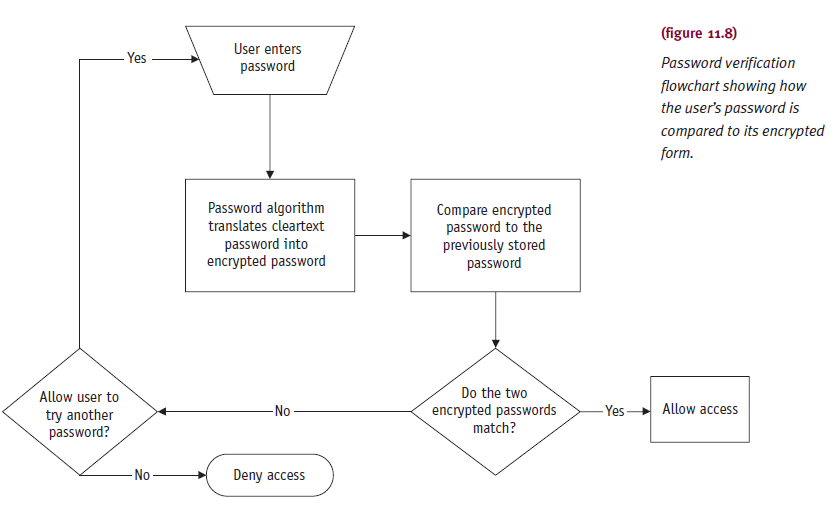 User enters
password
(figure 11.8)
Password verification
flowchart showing how
the user's password is
compared to its encrypted
form.
Yes
Password algorithm
translates cleartext
password into
encrypted password
Compare encrypted
password to the
previously stored
password
Do the two
encrypted passwords
match?
Yes
Allow access
No
Allow user to
try another
password?
No
Deny access